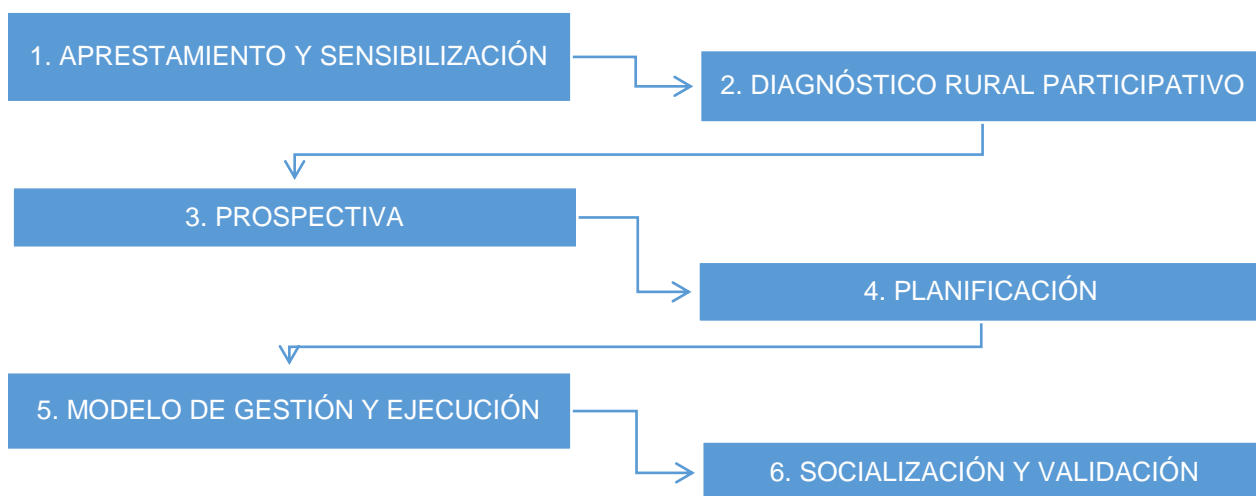 1. APRESTAMIENTO Y SENSIBILIZACIÓN
2. DIAGNÓSTICO RURAL PARTICIPATIVO
3. PROSPECTIVA
4. PLANIFICACIÓN
5. MODELO DE GESTIÓN Y EJECUCIÓN
6. SOCIALIZACIÓN Y VALIDACIÓN